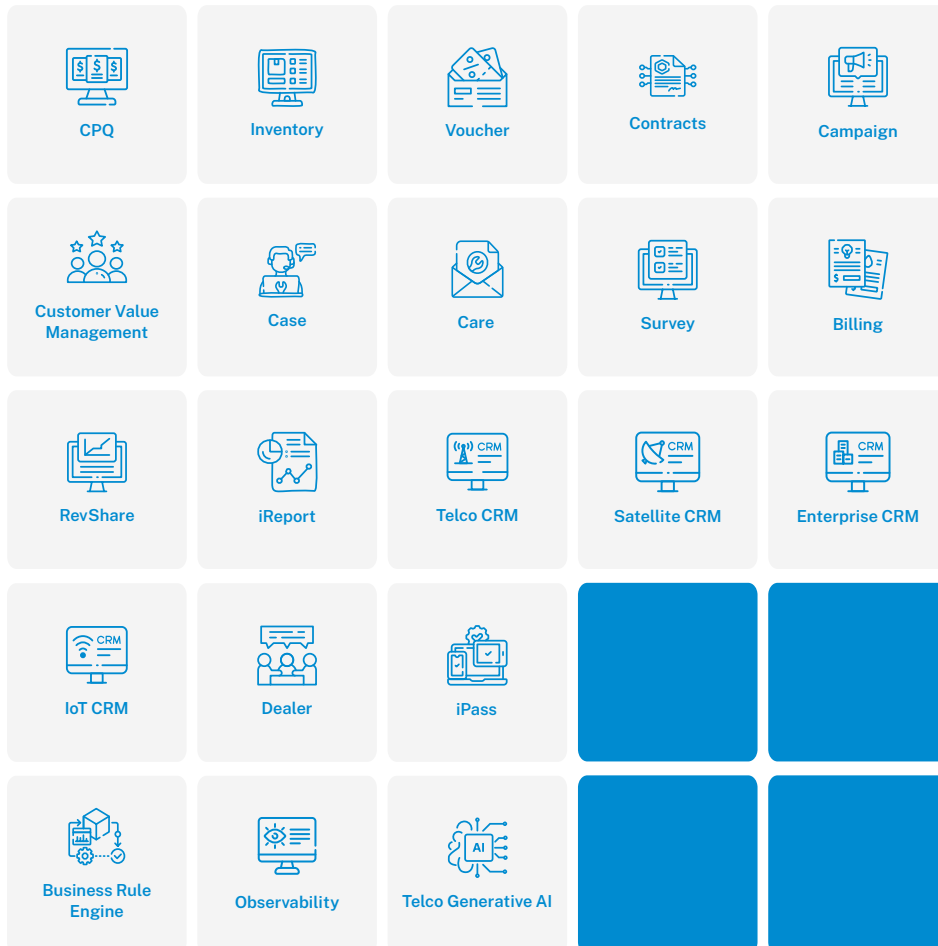 $ $ $
CPQ
Inventory
Voucher
Contracts
Campaign
Customer Value
Management
Case
Care
Survey
$
Billing
RevShare
iReport
CRM
Telco CRM
CRM
Satellite CRM
CRM
Enterprise CRM
CRM
IoT CRM
Dealer
iPass
Business Rule
Engine
Observability
AI
Telco Generative AI